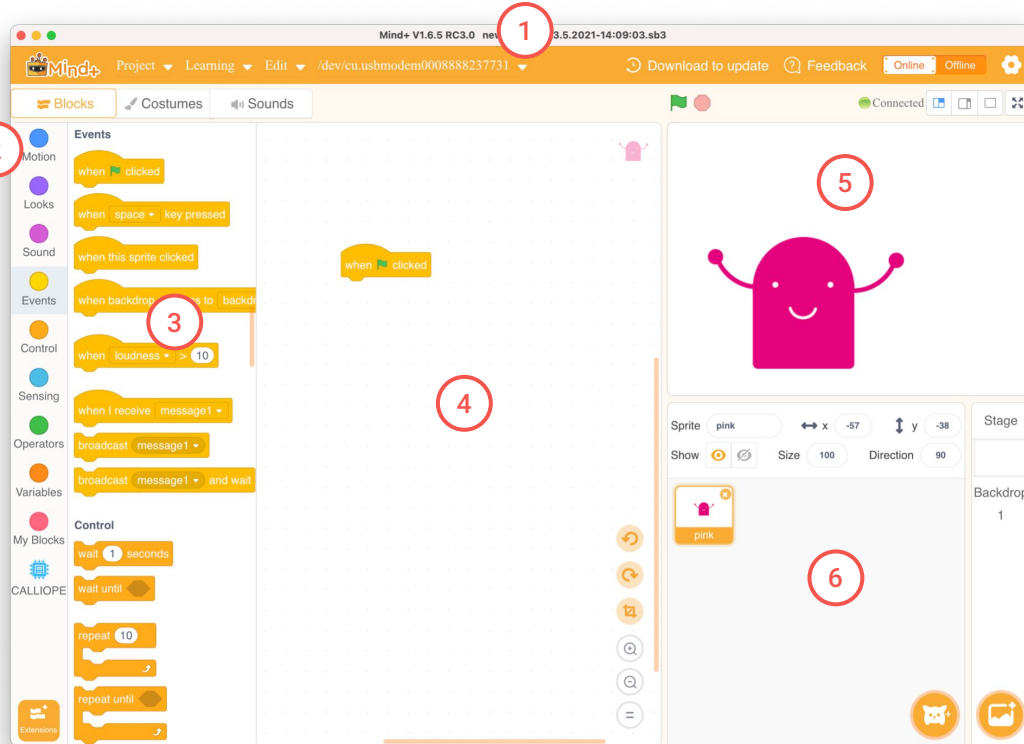 Mind+ V1.6.5 RC3.0 new 3.5.2021-14:09:03.sb3
1
Mind+ Project Learning Edit /dev/cu.usbmodem0008888237731 Download to update Feedback Online Offline
Blocks Costumes Sounds Connected
Motion
Looks
Sound
Events
Control
Sensing
Operators
Variables
My Blocks
CALLIOPE
Extensions
Events
when clicked
when space key pressed
when this sprite clicked
when backdrop s to backdr
3
when loudness > 10
when I receive message1
broadcast message1
broadcast message1 and wait
Control
wait 1 seconds
wait until
repeat 10
repeat until
when clicked
4
=
5
Sprite pink x -57 y -38
Show Size 100 Direction 90
pink
6
Stage
Backdrop
1